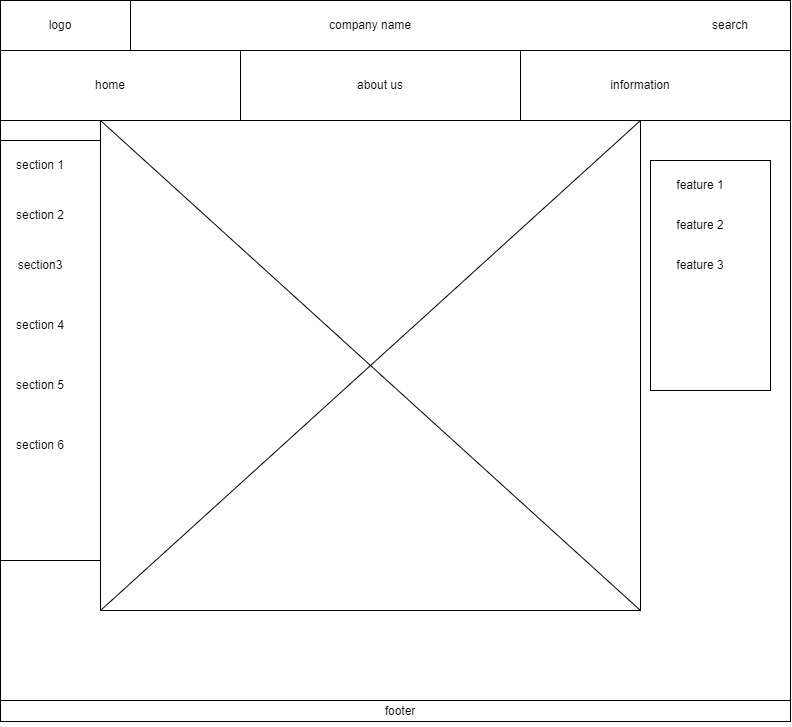 logo
company name
search
home
about us
information
section 1
section 2
section3
section 4
section 5
section 6
feature 1
feature 2
feature 3
footer